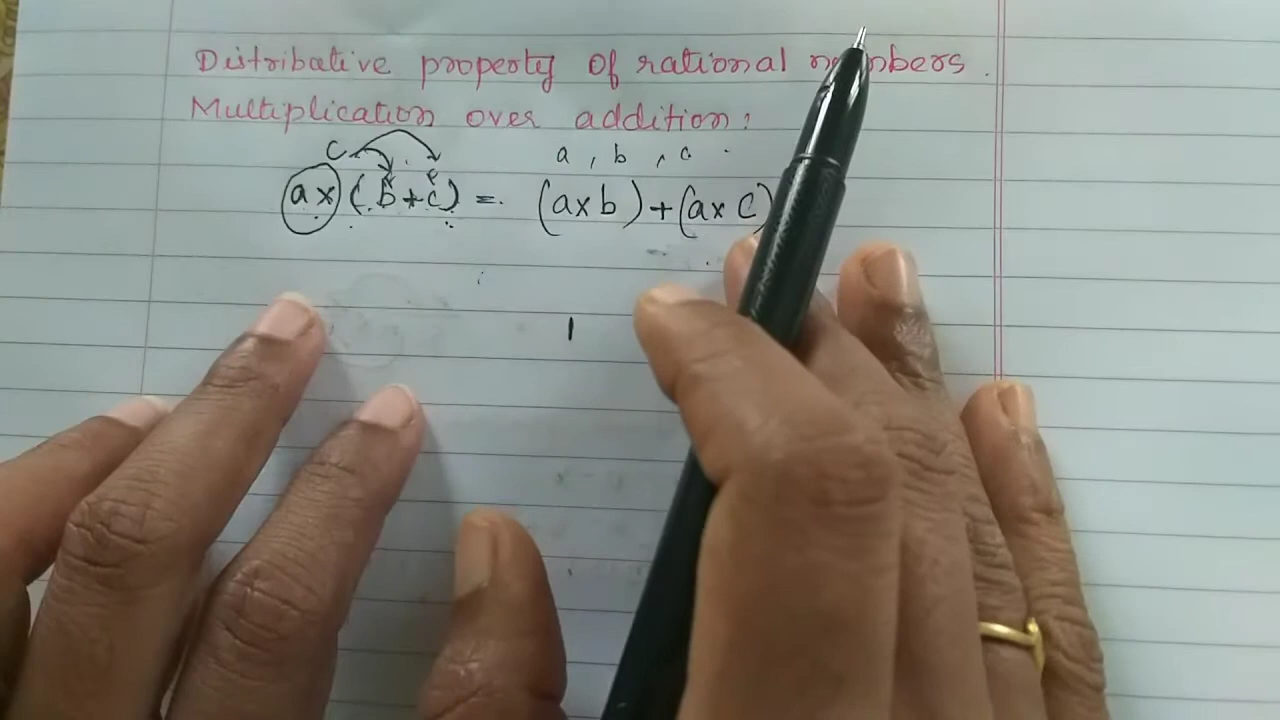 Distributive property of rational numbers.
Multiplication over addition:
a, b, c
a× (b+c) = (a×b)+(a×c)